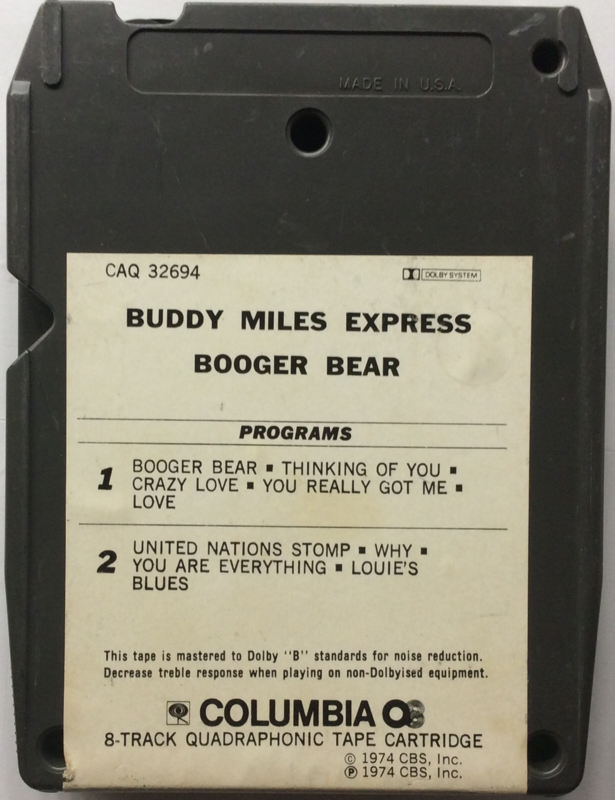 MADE IN U.S.A.
CAQ 32694
DOLBY SYSTEM
BUDDY MILES EXPRESS
BOOGER BEAR
PROGRAMS
1
BOOGER BEAR ▪ THINKING OF YOU ▪
CRAZY LOVE ▪ YOU REALLY GOT ME ▪
LOVE
2
UNITED NATIONS STOMP ▪ WHY ▪
YOU ARE EVERYTHING ▪ LOUIE'S
BLUES
This tape is mastered to Dolby "B" standards for noise reduction.
Decrease treble response when playing on non-Dolbyised equipment.
COLUMBIA Q8
8-TRACK QUADRAPHONIC TAPE CARTRIDGE
© 1974 CBS, Inc.
℗ 1974 CBS, Inc.